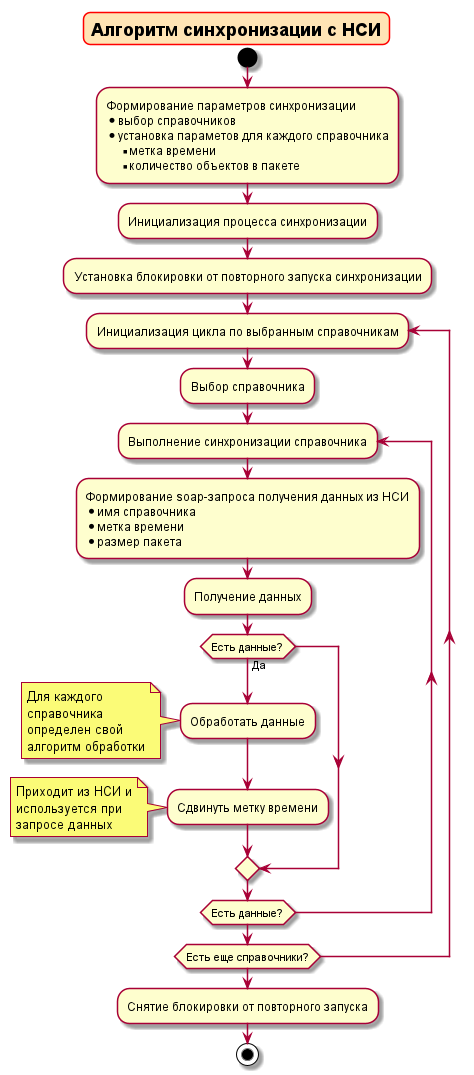 Алгоритм синхронизации с НСИ
Формирование параметров синхронизации
• выбор справочников
• установка параметов для каждого справочника
▪ метка времени
▪ количество объектов в пакете
Инициализация процесса синхронизации
Установка блокировки от повторного запуска синхронизации
Инициализация цикла по выбранным справочникам
Выбор справочника
Выполнение синхронизации справочника
Формирование soap-запроса получения данных из НСИ
• имя справочника
• метка времени
• размер пакета
Получение данных
Есть данные?
Да
Для каждого
справочника
определен свой
алгоритм обработки
Обработать данные
Приходит из НСИ и
используется при
запросе данных
Сдвинуть метку времени
Есть данные?
Есть еще справочники?
Снятие блокировки от повторного запуска